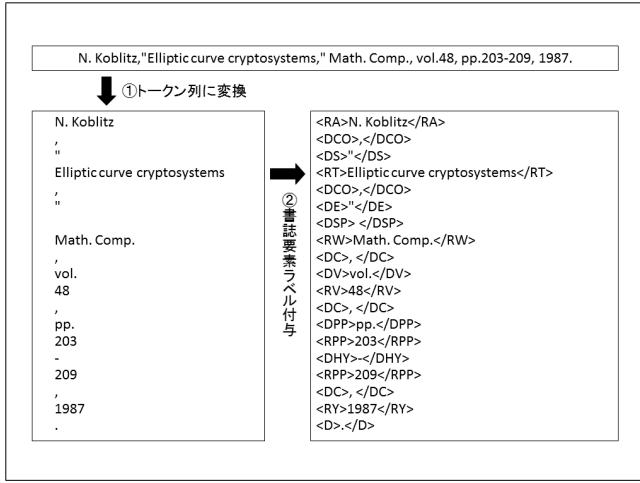 N. Koblitz,"Elliptic curve cryptosystems," Math. Comp., vol.48, pp.203-209, 1987.
①トークン列に変換
N. Koblitz
,
"
Elliptic curve cryptosystems
,
"
Math. Comp.
,
vol.
48
,
pp.
203
-
209
,
1987
.
②書誌要素ラベル付与
<RA>N. Koblitz</RA>
<DCO>,</DCO>
<DS>"</DS>
<RT>Elliptic curve cryptosystems</RT>
<DCO>,</DCO>
<DE>"</DE>
<DSP> </DSP>
<RW>Math. Comp.</RW>
<DC>, </DC>
<DV>vol.</DV>
<RV>48</RV>
<DC>, </DC>
<DPP>pp.</DPP>
<RPP>203</RPP>
<DHY>-</DHY>
<RPP>209</RPP>
<DC>, </DC>
<RY>1987</RY>
<D>.</D>